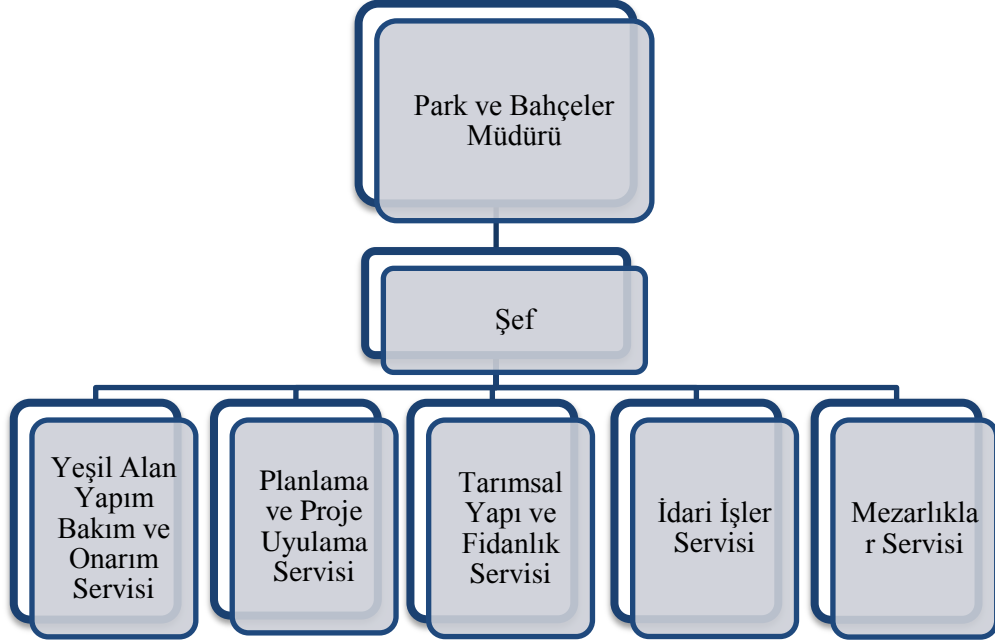 Park ve Bahçeler
Müdürü
Şef
Yeşil Alan
Yapım
Bakım ve
Onarım
Servisi
Planlama
ve Proje
Uyulama
Servisi
Tarımsal
Yapı ve
Fidanlık
Servisi
İdari İşler
Servisi
Mezarlıkla
r Servisi